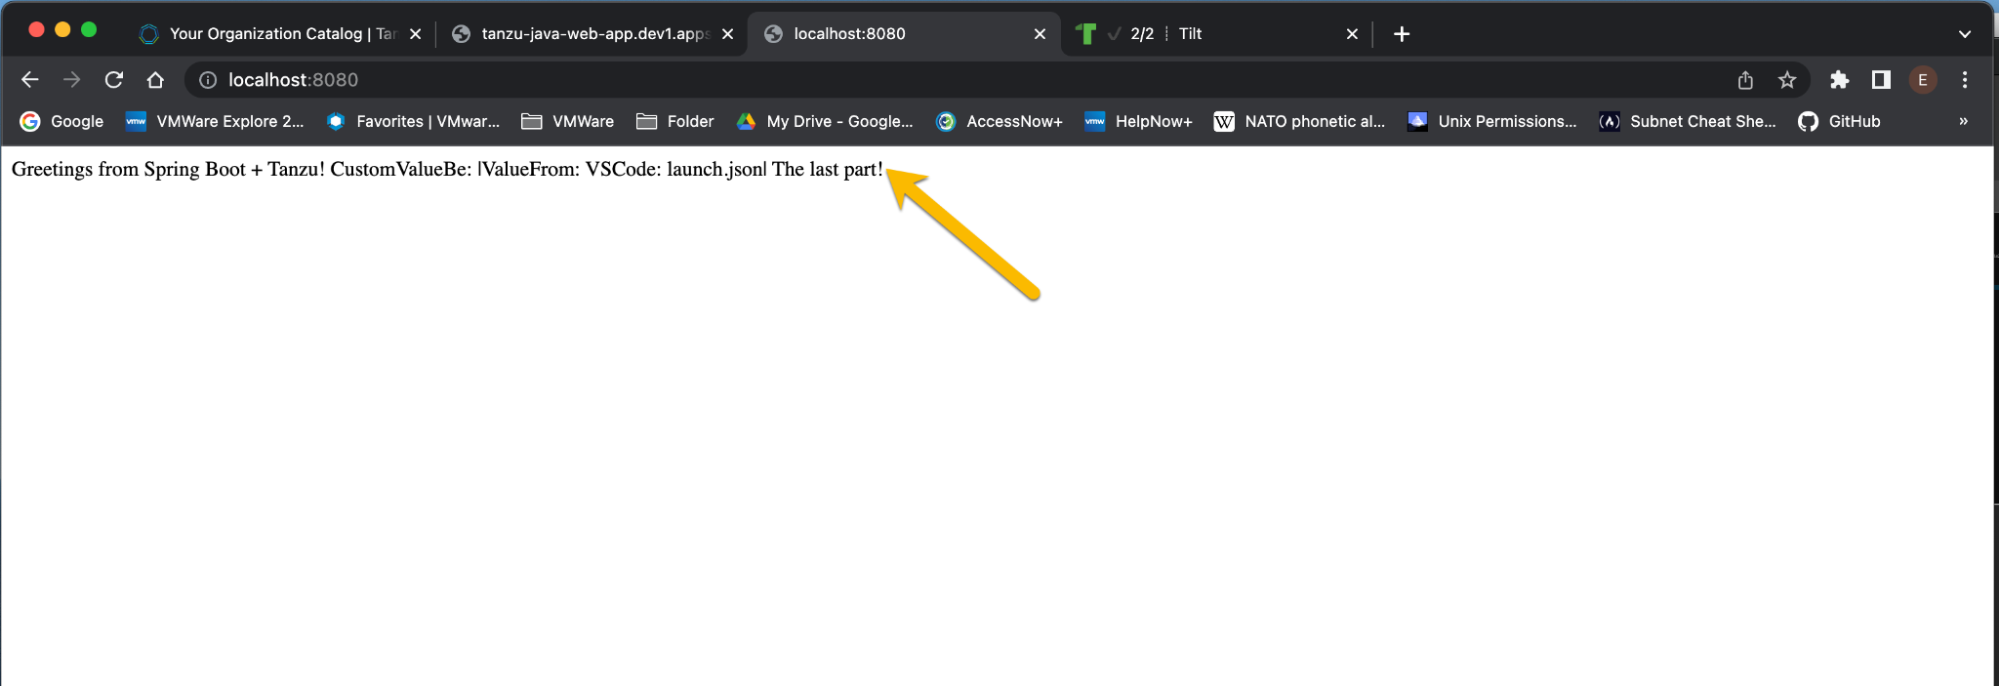 Your Organization Catalog | Tan
tanzu-java-web-app.dev1.apps
localhost:8080
2/2 ⋮ Tilt
localhost:8080
E
Google
VMWare Explore 2...
Favorites | VMwar...
VMWare
Folder
My Drive - Google...
AccessNow+
HelpNow+
NATO phonetic al...
Unix Permissions...
Subnet Cheat She...
GitHub
»
Greetings from Spring Boot + Tanzu! CustomValueBe: |ValueFrom: VSCode: launch.json| The last part!